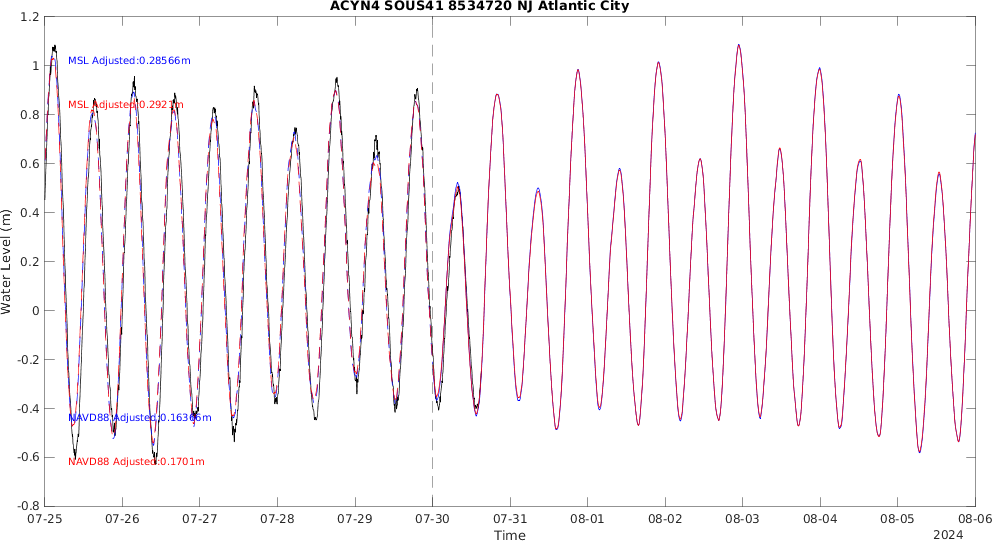 ACYN4 SOUS41 8534720 NJ Atlantic City
1.2
1
0.8
0.6
0.4
0.2
0
-0.2
-0.4
-0.6
-0.8
Water Level (m)
MSL Adjusted:0.28566m
MSL Adjusted:0.2921m
NAVD88 Adjusted:0.16366m
NAVD88 Adjusted:0.1701m
07-25 07-26 07-27 07-28 07-29 07-30 07-31 08-01 08-02 08-03 08-04 08-05 08-06
Time
2024